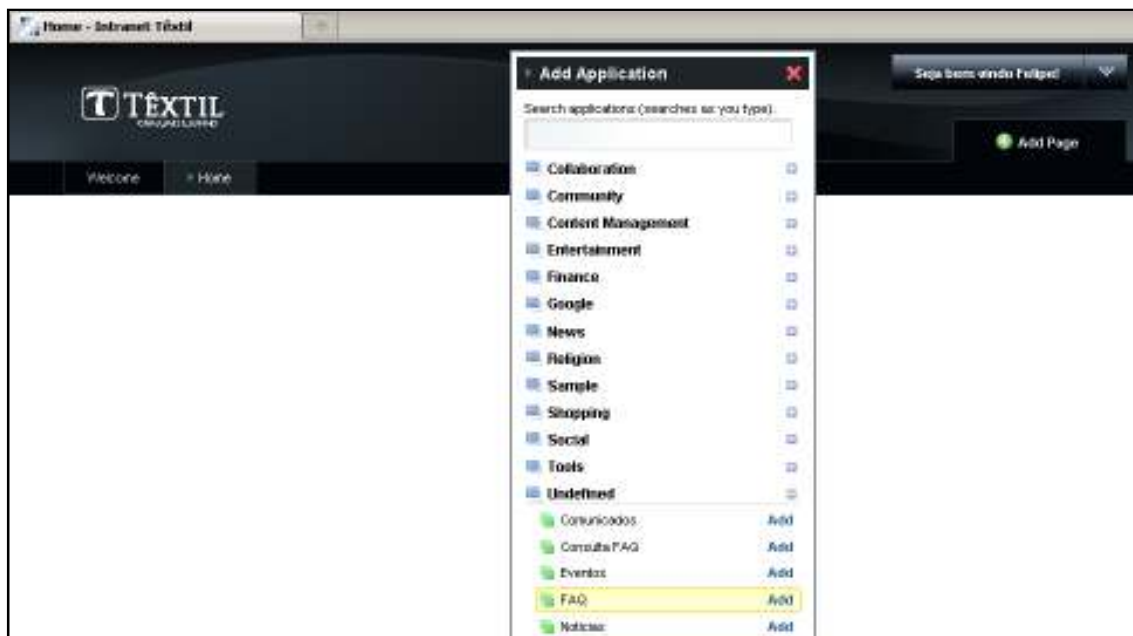 Home - Intranet Têxtil
TÊXTIL
Seja bem vindo Felipe!
Add Page
Welcome
Home
Add Application
Search applications (searches as you type).
Collaboration
Community
Content Management
Entertainment
Finance
Google
News
Religion
Sample
Shopping
Social
Tools
Undefined
Comunicados Add
Consulta FAQ Add
Eventos Add
FAQ Add
Noticias Add